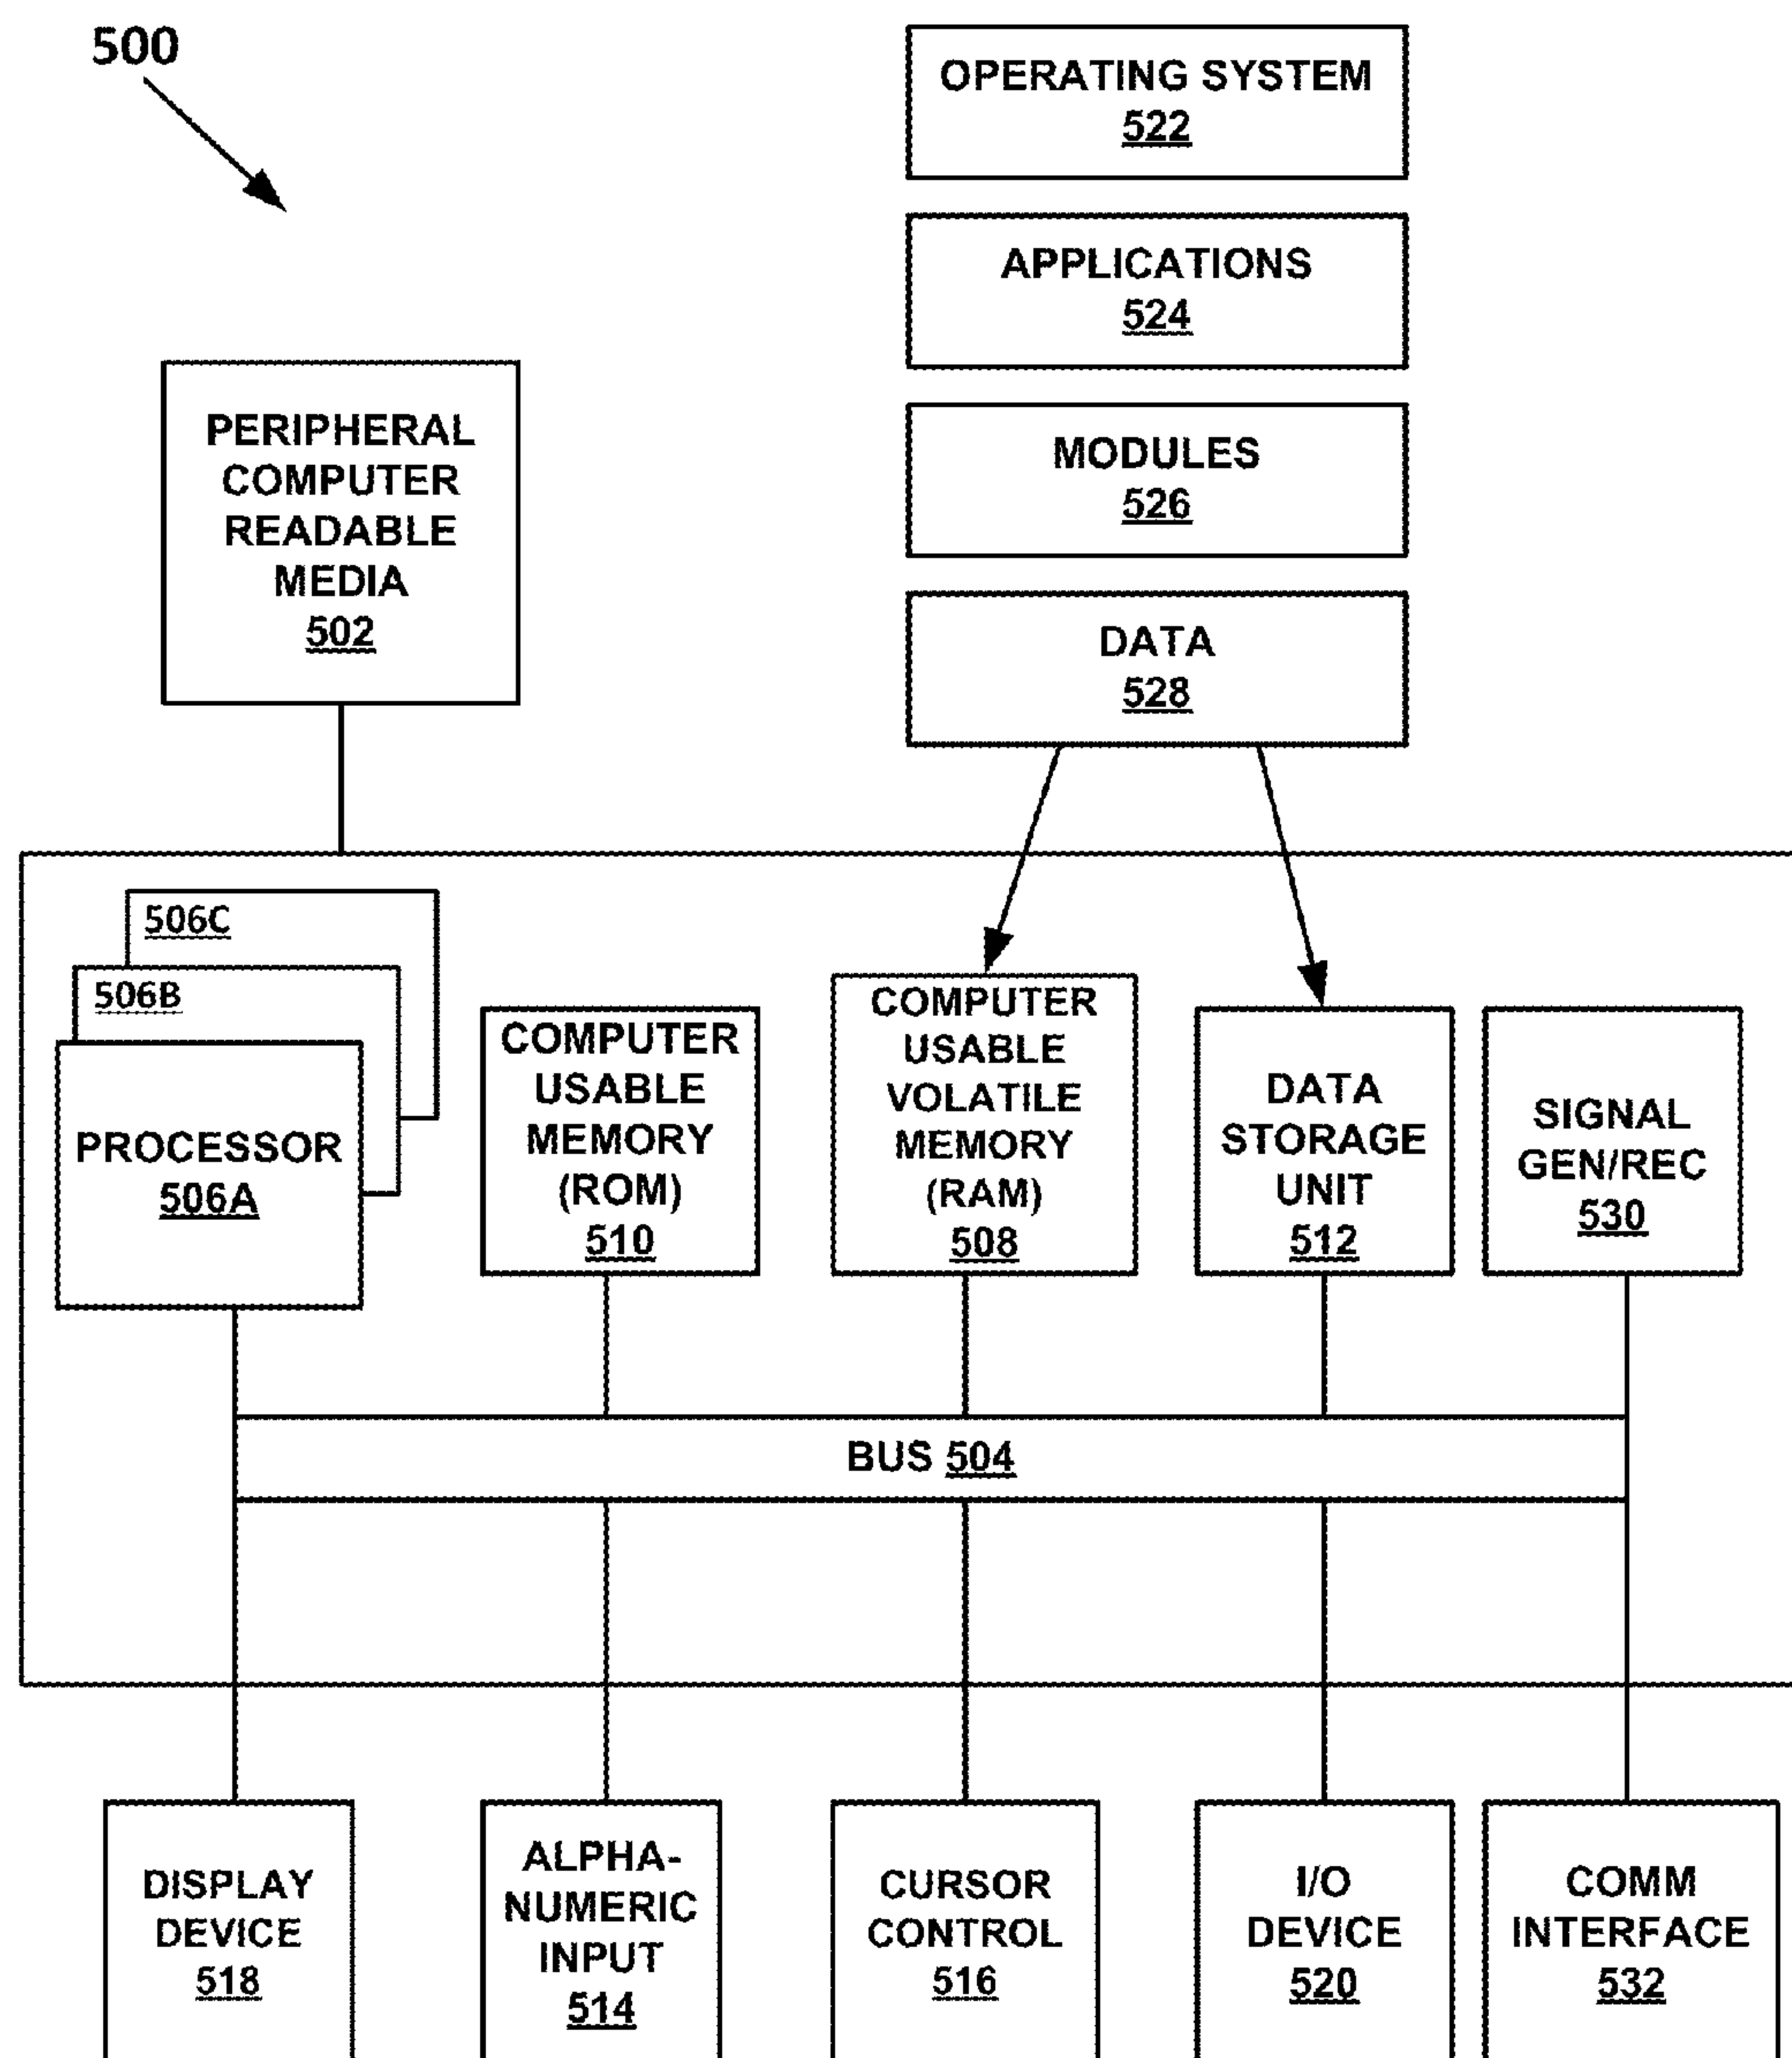 500
OPERATING SYSTEM
522
APPLICATIONS
524
MODULES
526
DATA
528
PERIPHERAL
COMPUTER
READABLE
MEDIA
502
506C
506B
PROCESSOR
506A
COMPUTER
USABLE
MEMORY
(ROM)
510
COMPUTER
USABLE
VOLATILE
MEMORY
(RAM)
508
DATA
STORAGE
UNIT
512
SIGNAL
GEN/REC
530
BUS 504
DISPLAY
DEVICE
518
ALPHA-
NUMERIC
INPUT
514
CURSOR
CONTROL
516
I/O
DEVICE
520
COMM
INTERFACE
532